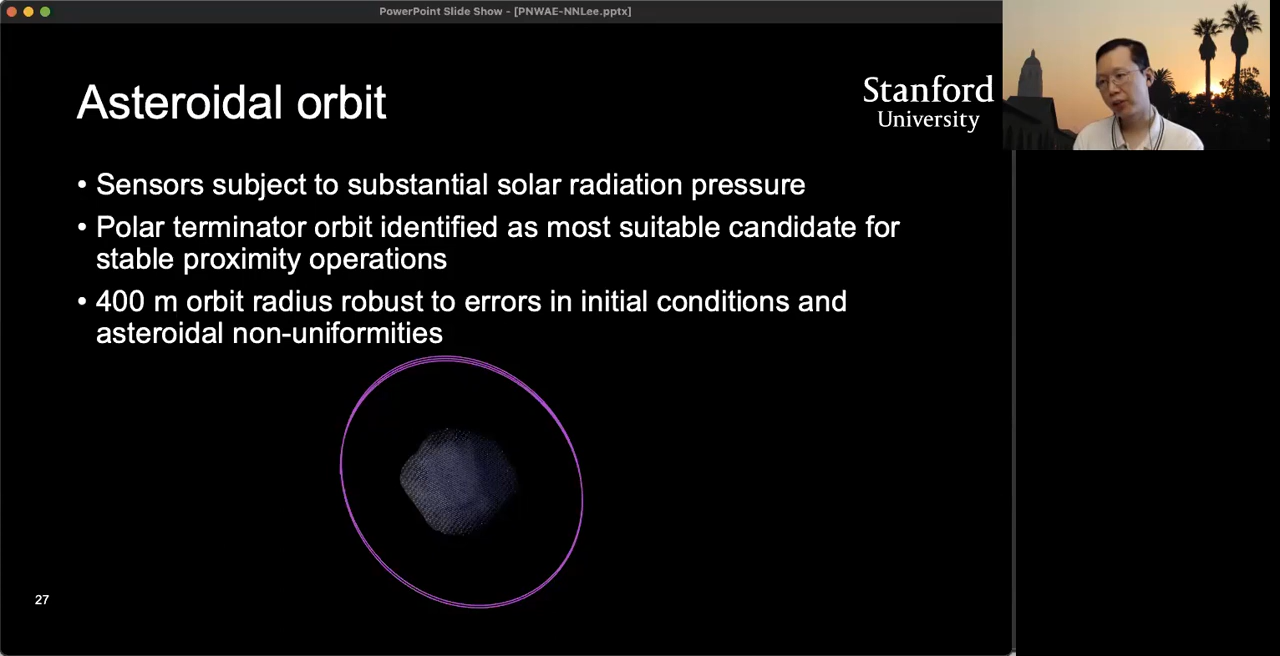 PowerPoint Slide Show - [PNWAE-NNLee.pptx]
Asteroidal orbit
Stanford
University
• Sensors subject to substantial solar radiation pressure
• Polar terminator orbit identified as most suitable candidate for
stable proximity operations
• 400 m orbit radius robust to errors in initial conditions and
asteroidal non-uniformities
27